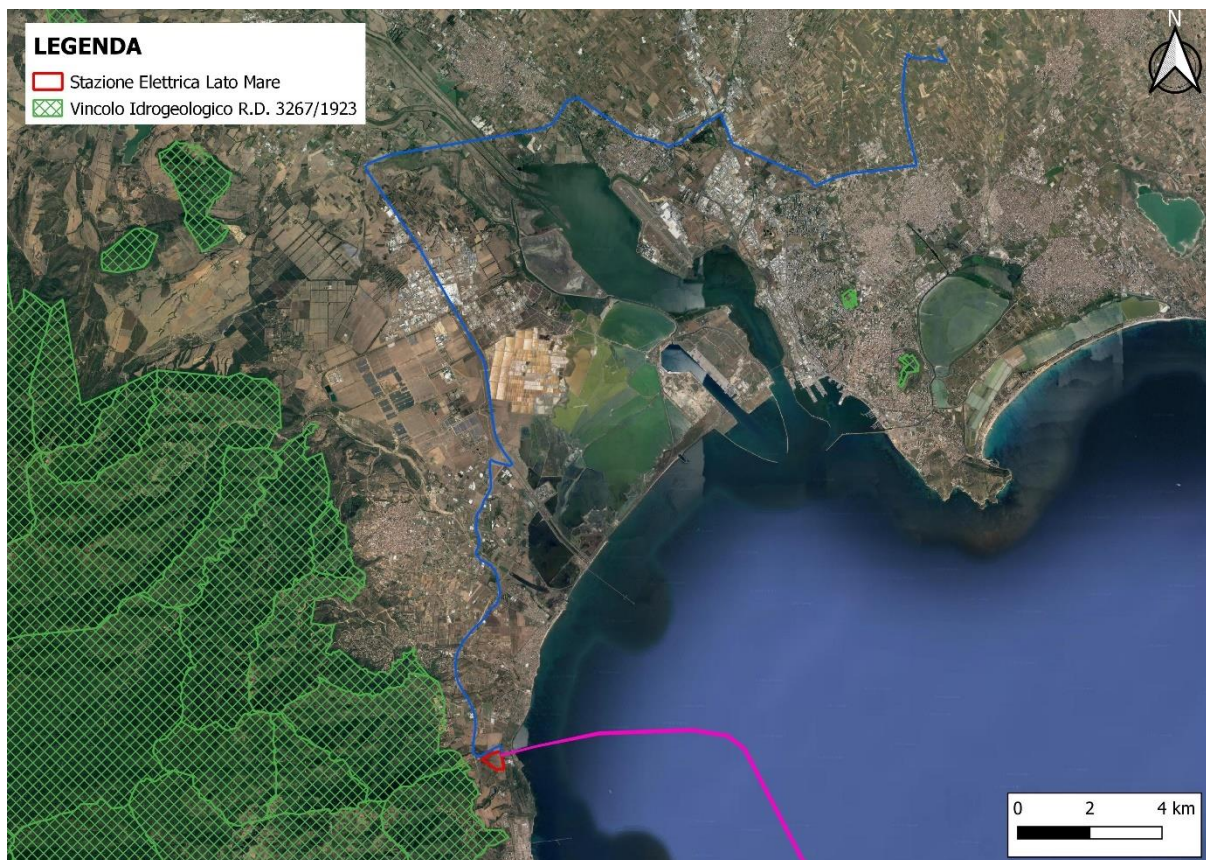 LEGENDA
Stazione Elettrica Lato Mare
Vincolo Idrogeologico R.D. 3267/1923
N
0 2 4 km